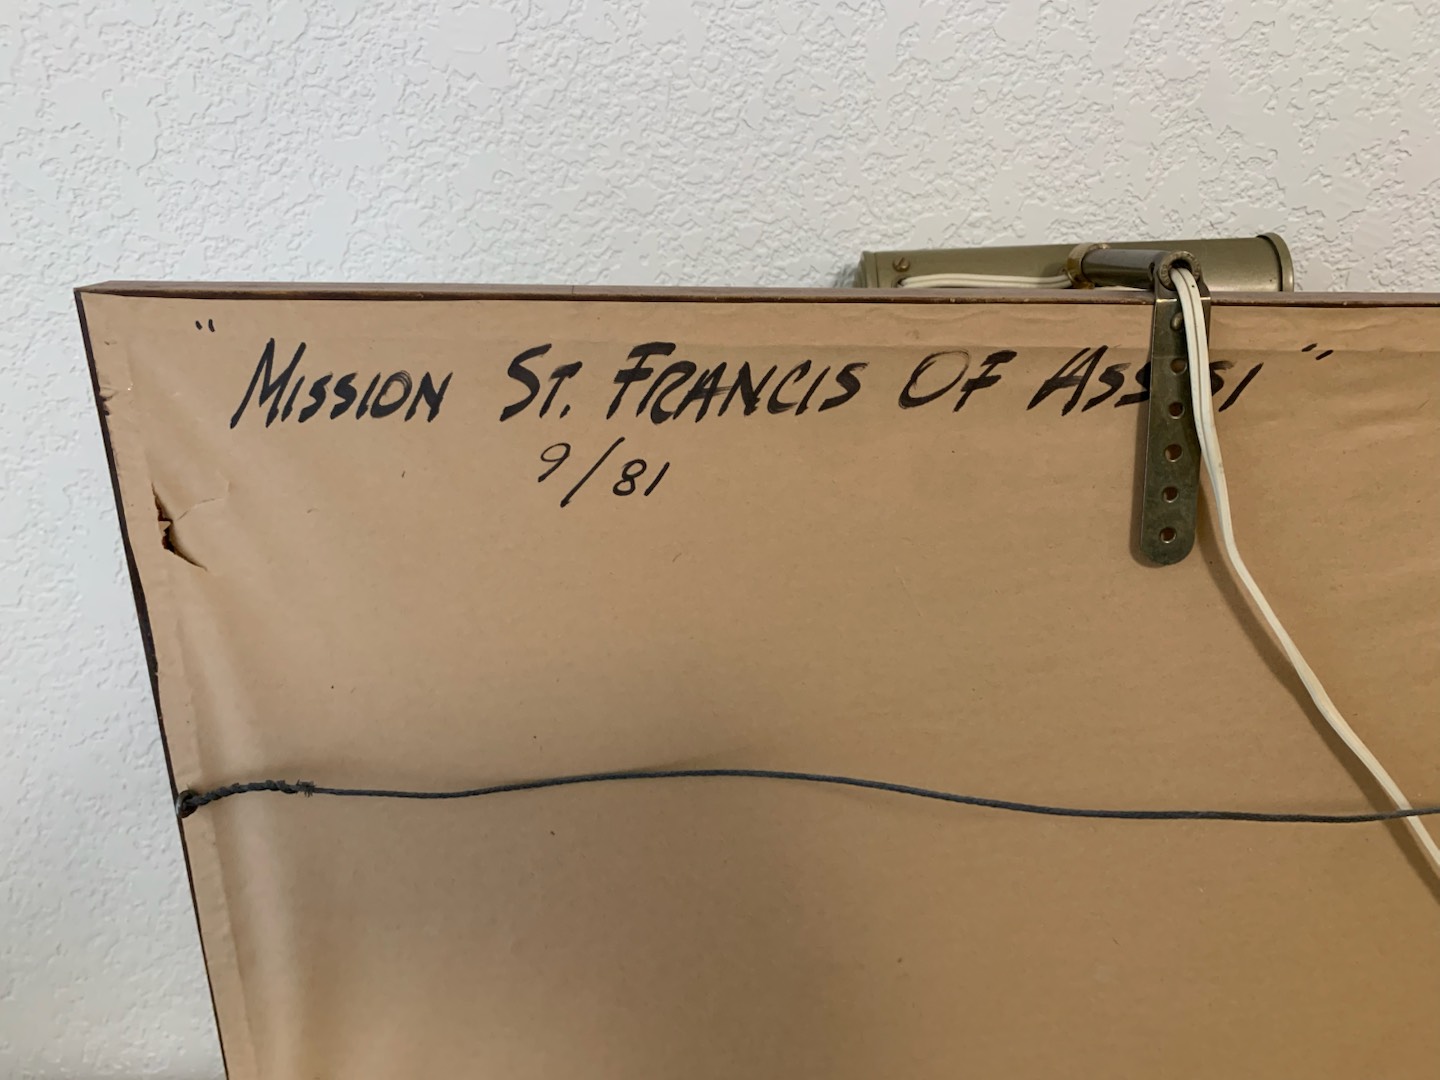 "Mission St. Francis Of Assisi"
9/81